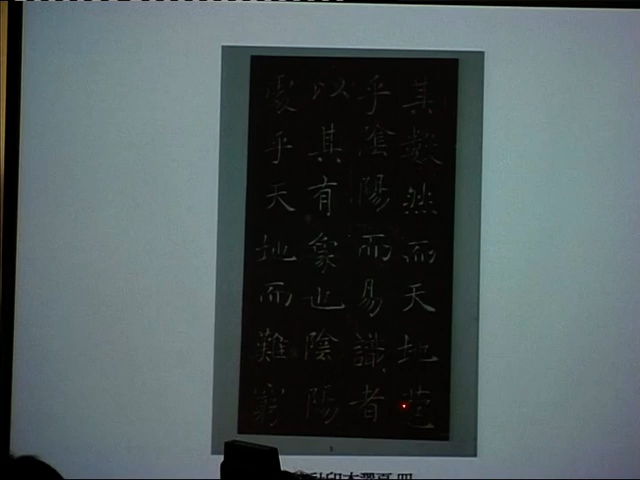 其數然而天地苞
乎陰陽而易識者
以其有象也陰陽
處乎天地而難窮